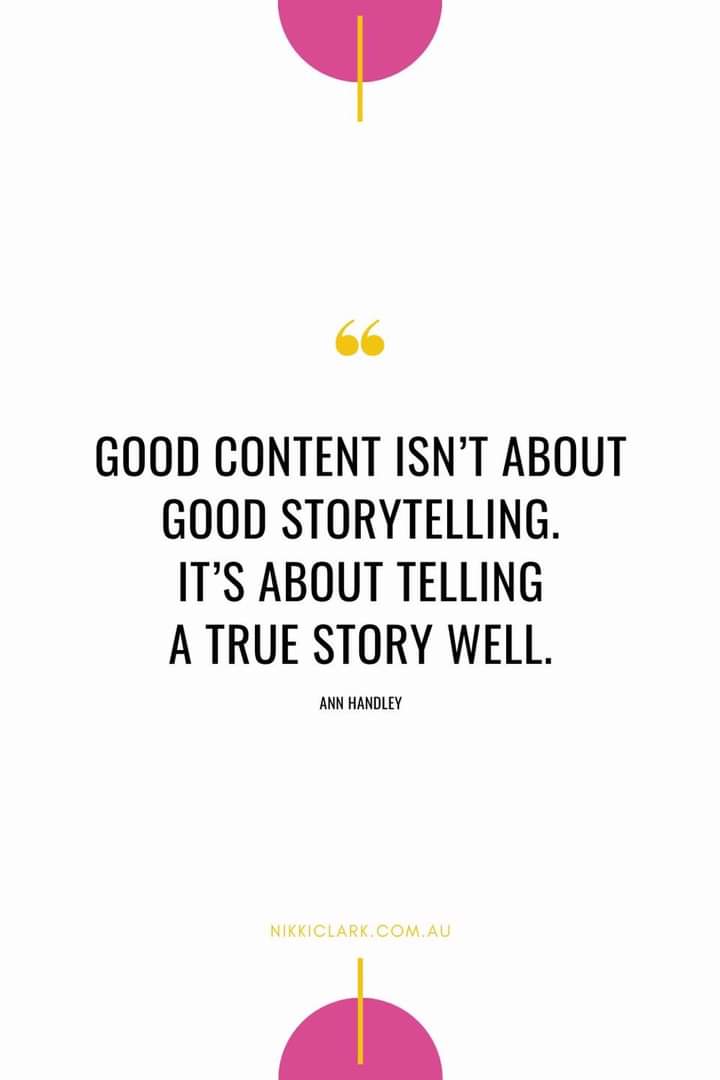 “
GOOD CONTENT ISN’T ABOUT
GOOD STORYTELLING.
IT’S ABOUT TELLING
A TRUE STORY WELL.
ANN HANDLEY
NIKKICLARK.COM.AU